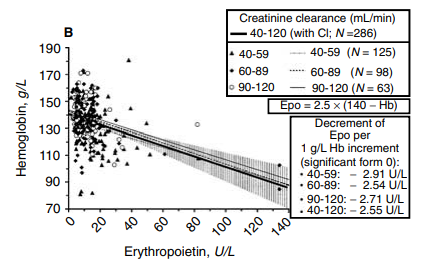 B
Creatinine clearance (mL/min)
40-120 (with Cl; N=286)
40-59
40-59 (N = 125)
60-89
60-89 (N = 98)
90-120
90-120 (N = 63)
Epo = 2.5 × (140 – Hb)
Decrement of
Epo per
1 g/L Hb increment
(significant form 0):
• 40-59: – 2.91 U/L
• 60-89: – 2.54 U/L
• 90-120: – 2.71 U/L
• 40-120: – 2.55 U/L
Hemoglobin, g/L
190
170
150
130
110
90
70
0
20
40
60
80
100
120
140
Erythropoietin, U/L